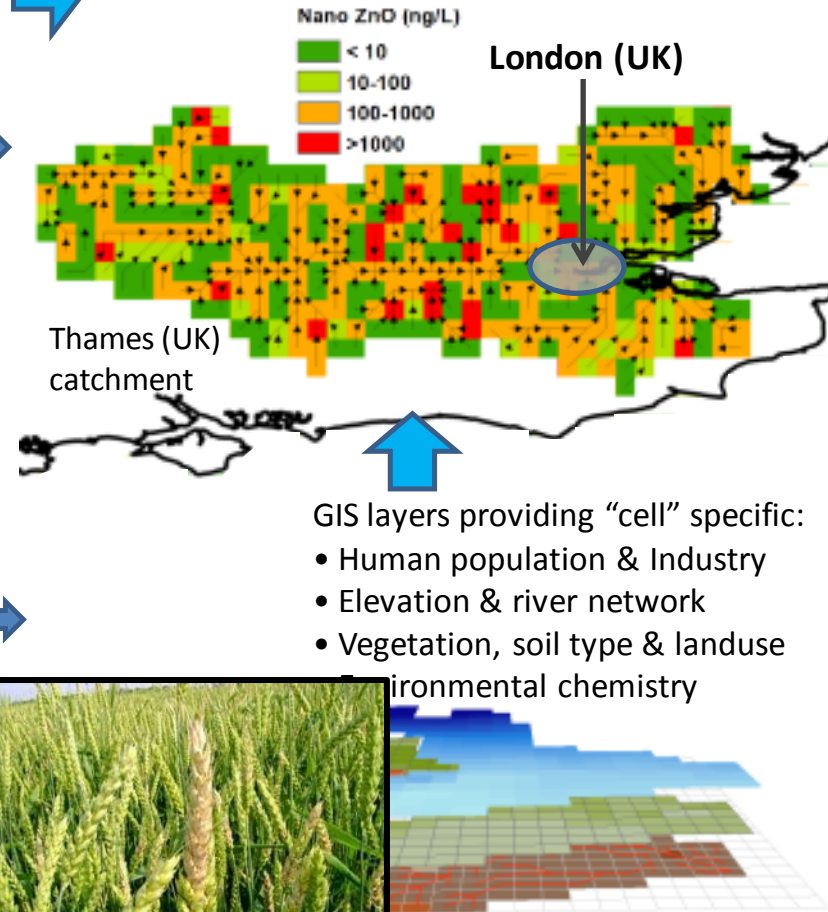 Nano ZnO (ng/L)
< 10
10-100
100-1000
>1000
London (UK)
Thames (UK)
catchment
GIS layers providing “cell” specific:
• Human population & Industry
• Elevation & river network
• Vegetation, soil type & landuse
• ironmental chemistry